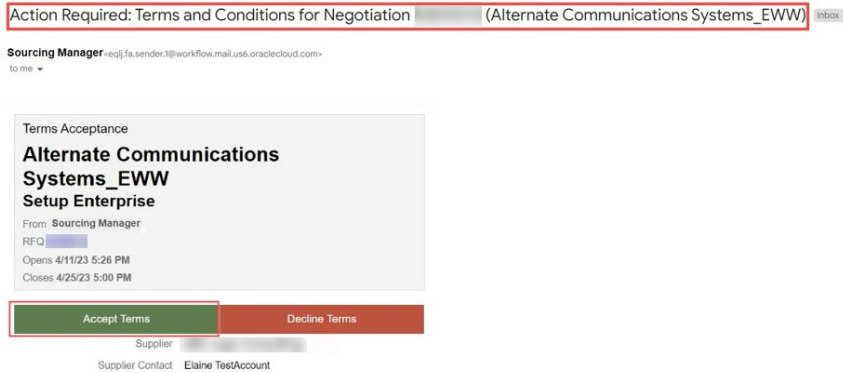 Action Required: Terms and Conditions for Negotiation (Alternate Communications Systems_EWW) Inbox
Sourcing Manager <eqlj.fa.sender.1@workflow.mail.us6.oraclecloud.com>
to me
Terms Acceptance
Alternate Communications
Systems_EWW
Setup Enterprise
From Sourcing Manager
RFQ
Opens 4/11/23 5:26 PM
Closes 4/25/23 5:00 PM
Accept Terms Decline Terms
Supplier
Supplier Contact Elaine TestAccount